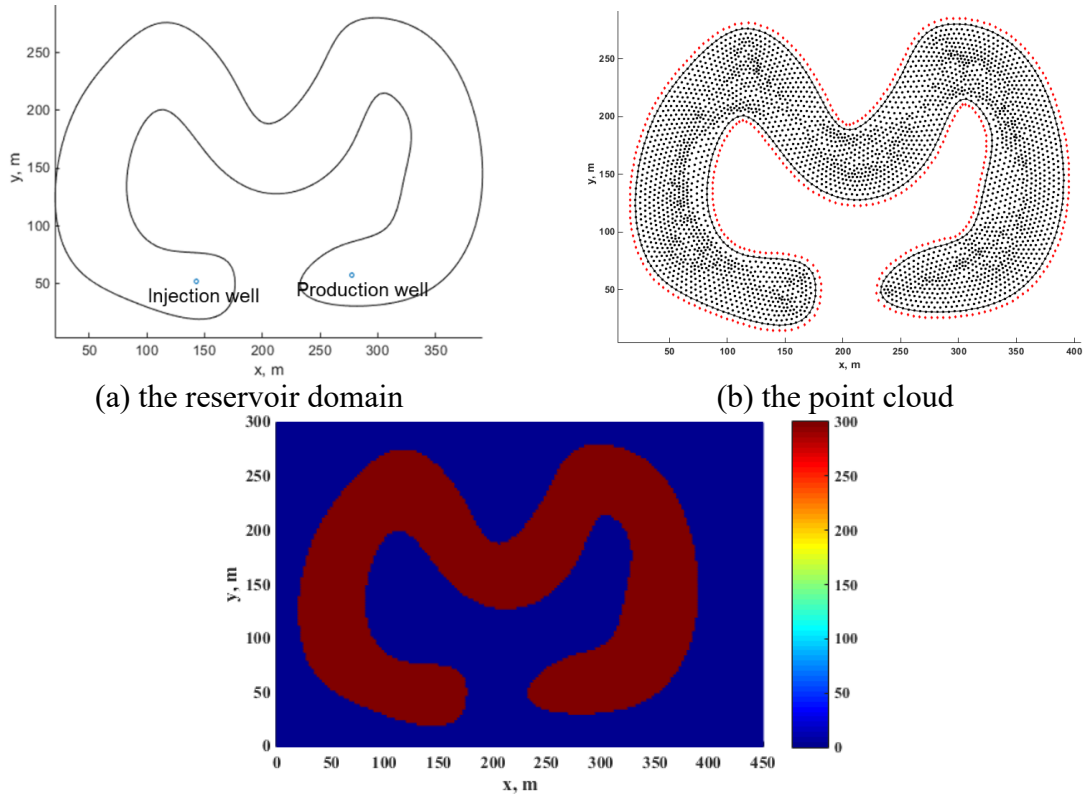 250
200
150
100
50
y, m
Injection well
Production well
50 100 150 200 250 300 350
x, m
(a) the reservoir domain
250
200
150
100
50
y, m
50 100 150 200 250 300 350 400
x, m
(b) the point cloud
300
250
200
150
100
50
0
y, m
0 50 100 150 200 250 300 350 400 450
x, m
300
250
200
150
100
50
0